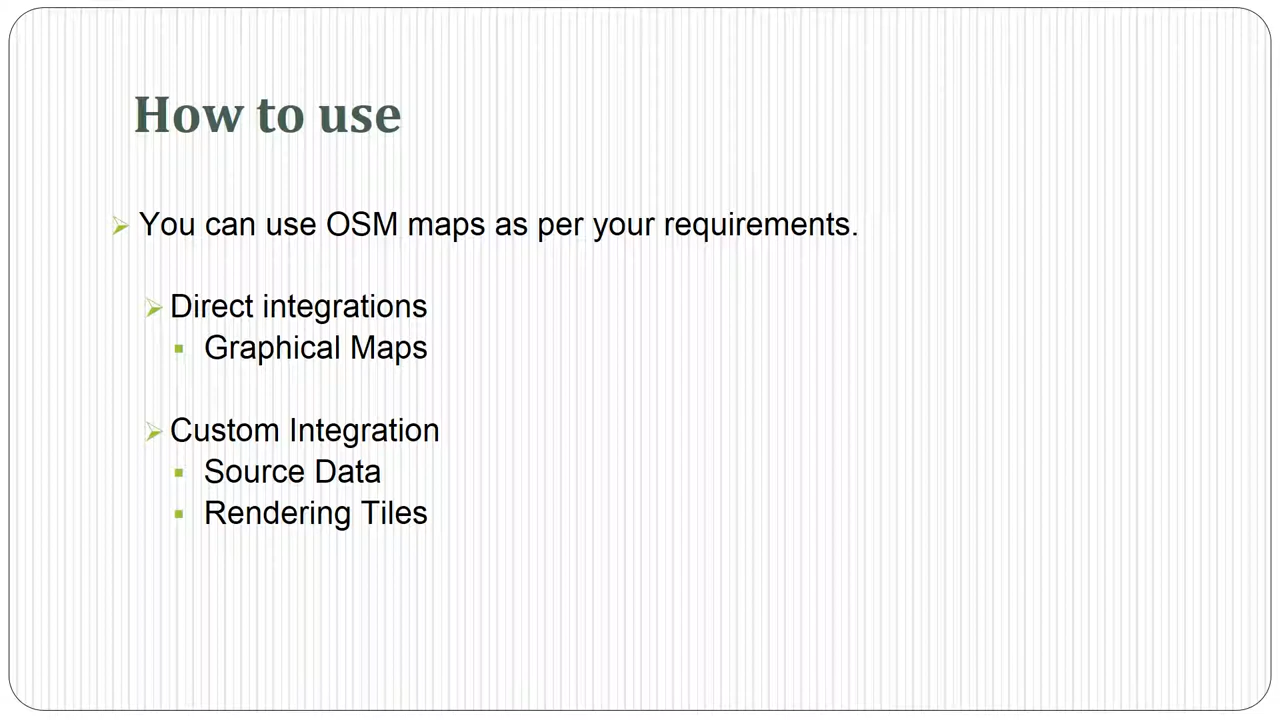 How to use
You can use OSM maps as per your requirements.
Direct integrations
Graphical Maps
Custom Integration
Source Data
Rendering Tiles